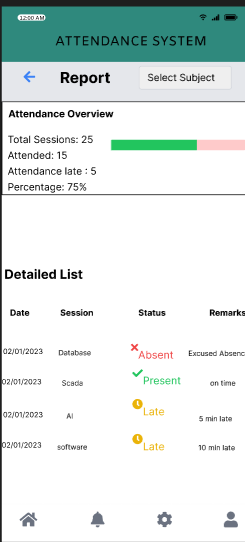 12:00 AM
ATTENDANCE SYSTEM
Report
Select Subject
Attendance Overview
Total Sessions: 25
Attended: 15
Attendance late : 5
Percentage: 75%
Detailed List
Date Session Status Remarks
02/01/2023 Database Absent Excused Absenc
02/01/2023 Scada Present on time
02/01/2023 AI Late 5 min late
02/01/2023 software Late 10 min late